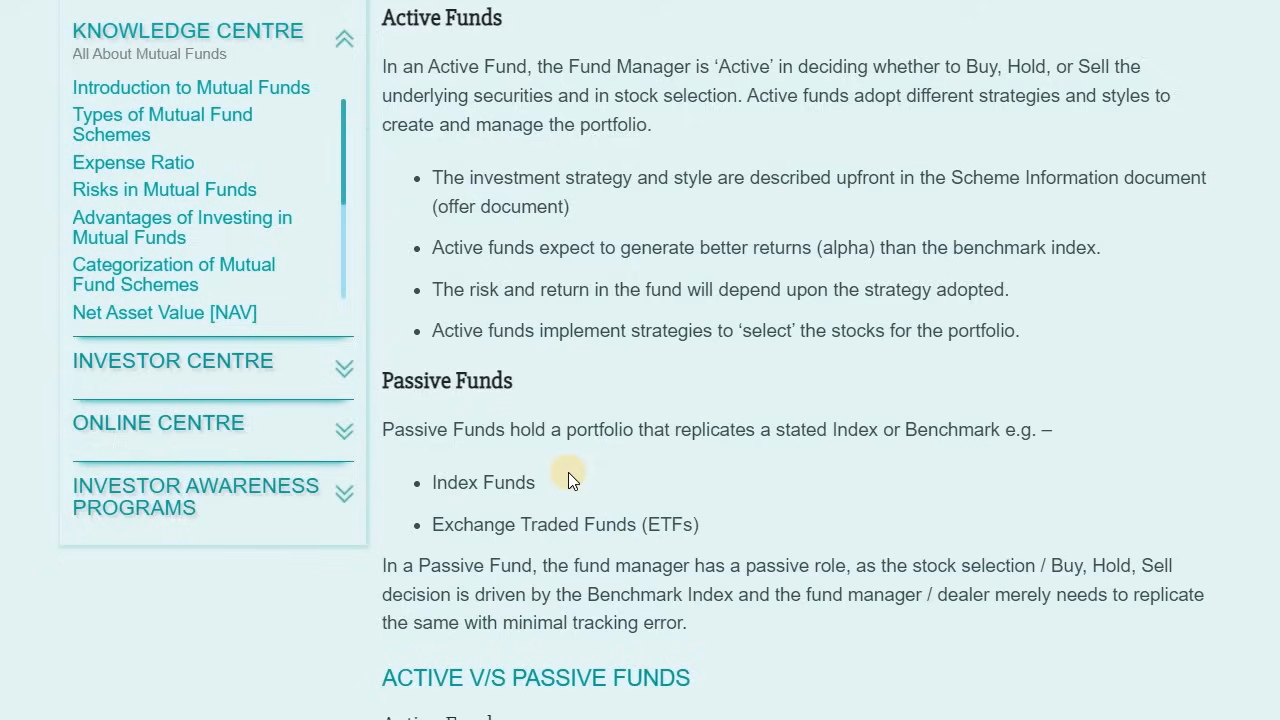 KNOWLEDGE CENTRE
All About Mutual Funds
Introduction to Mutual Funds
Types of Mutual Fund
Schemes
Expense Ratio
Risks in Mutual Funds
Advantages of Investing in
Mutual Funds
Categorization of Mutual
Fund Schemes
Net Asset Value [NAV]
INVESTOR CENTRE
ONLINE CENTRE
INVESTOR AWARENESS
PROGRAMS
Active Funds
In an Active Fund, the Fund Manager is ‘Active’ in deciding whether to Buy, Hold, or Sell the
underlying securities and in stock selection. Active funds adopt different strategies and styles to
create and manage the portfolio.
• The investment strategy and style are described upfront in the Scheme Information document
(offer document)
• Active funds expect to generate better returns (alpha) than the benchmark index.
• The risk and return in the fund will depend upon the strategy adopted.
• Active funds implement strategies to ‘select’ the stocks for the portfolio.
Passive Funds
Passive Funds hold a portfolio that replicates a stated Index or Benchmark e.g. –
• Index Funds
• Exchange Traded Funds (ETFs)
In a Passive Fund, the fund manager has a passive role, as the stock selection / Buy, Hold, Sell
decision is driven by the Benchmark Index and the fund manager / dealer merely needs to replicate
the same with minimal tracking error.
ACTIVE V/S PASSIVE FUNDS